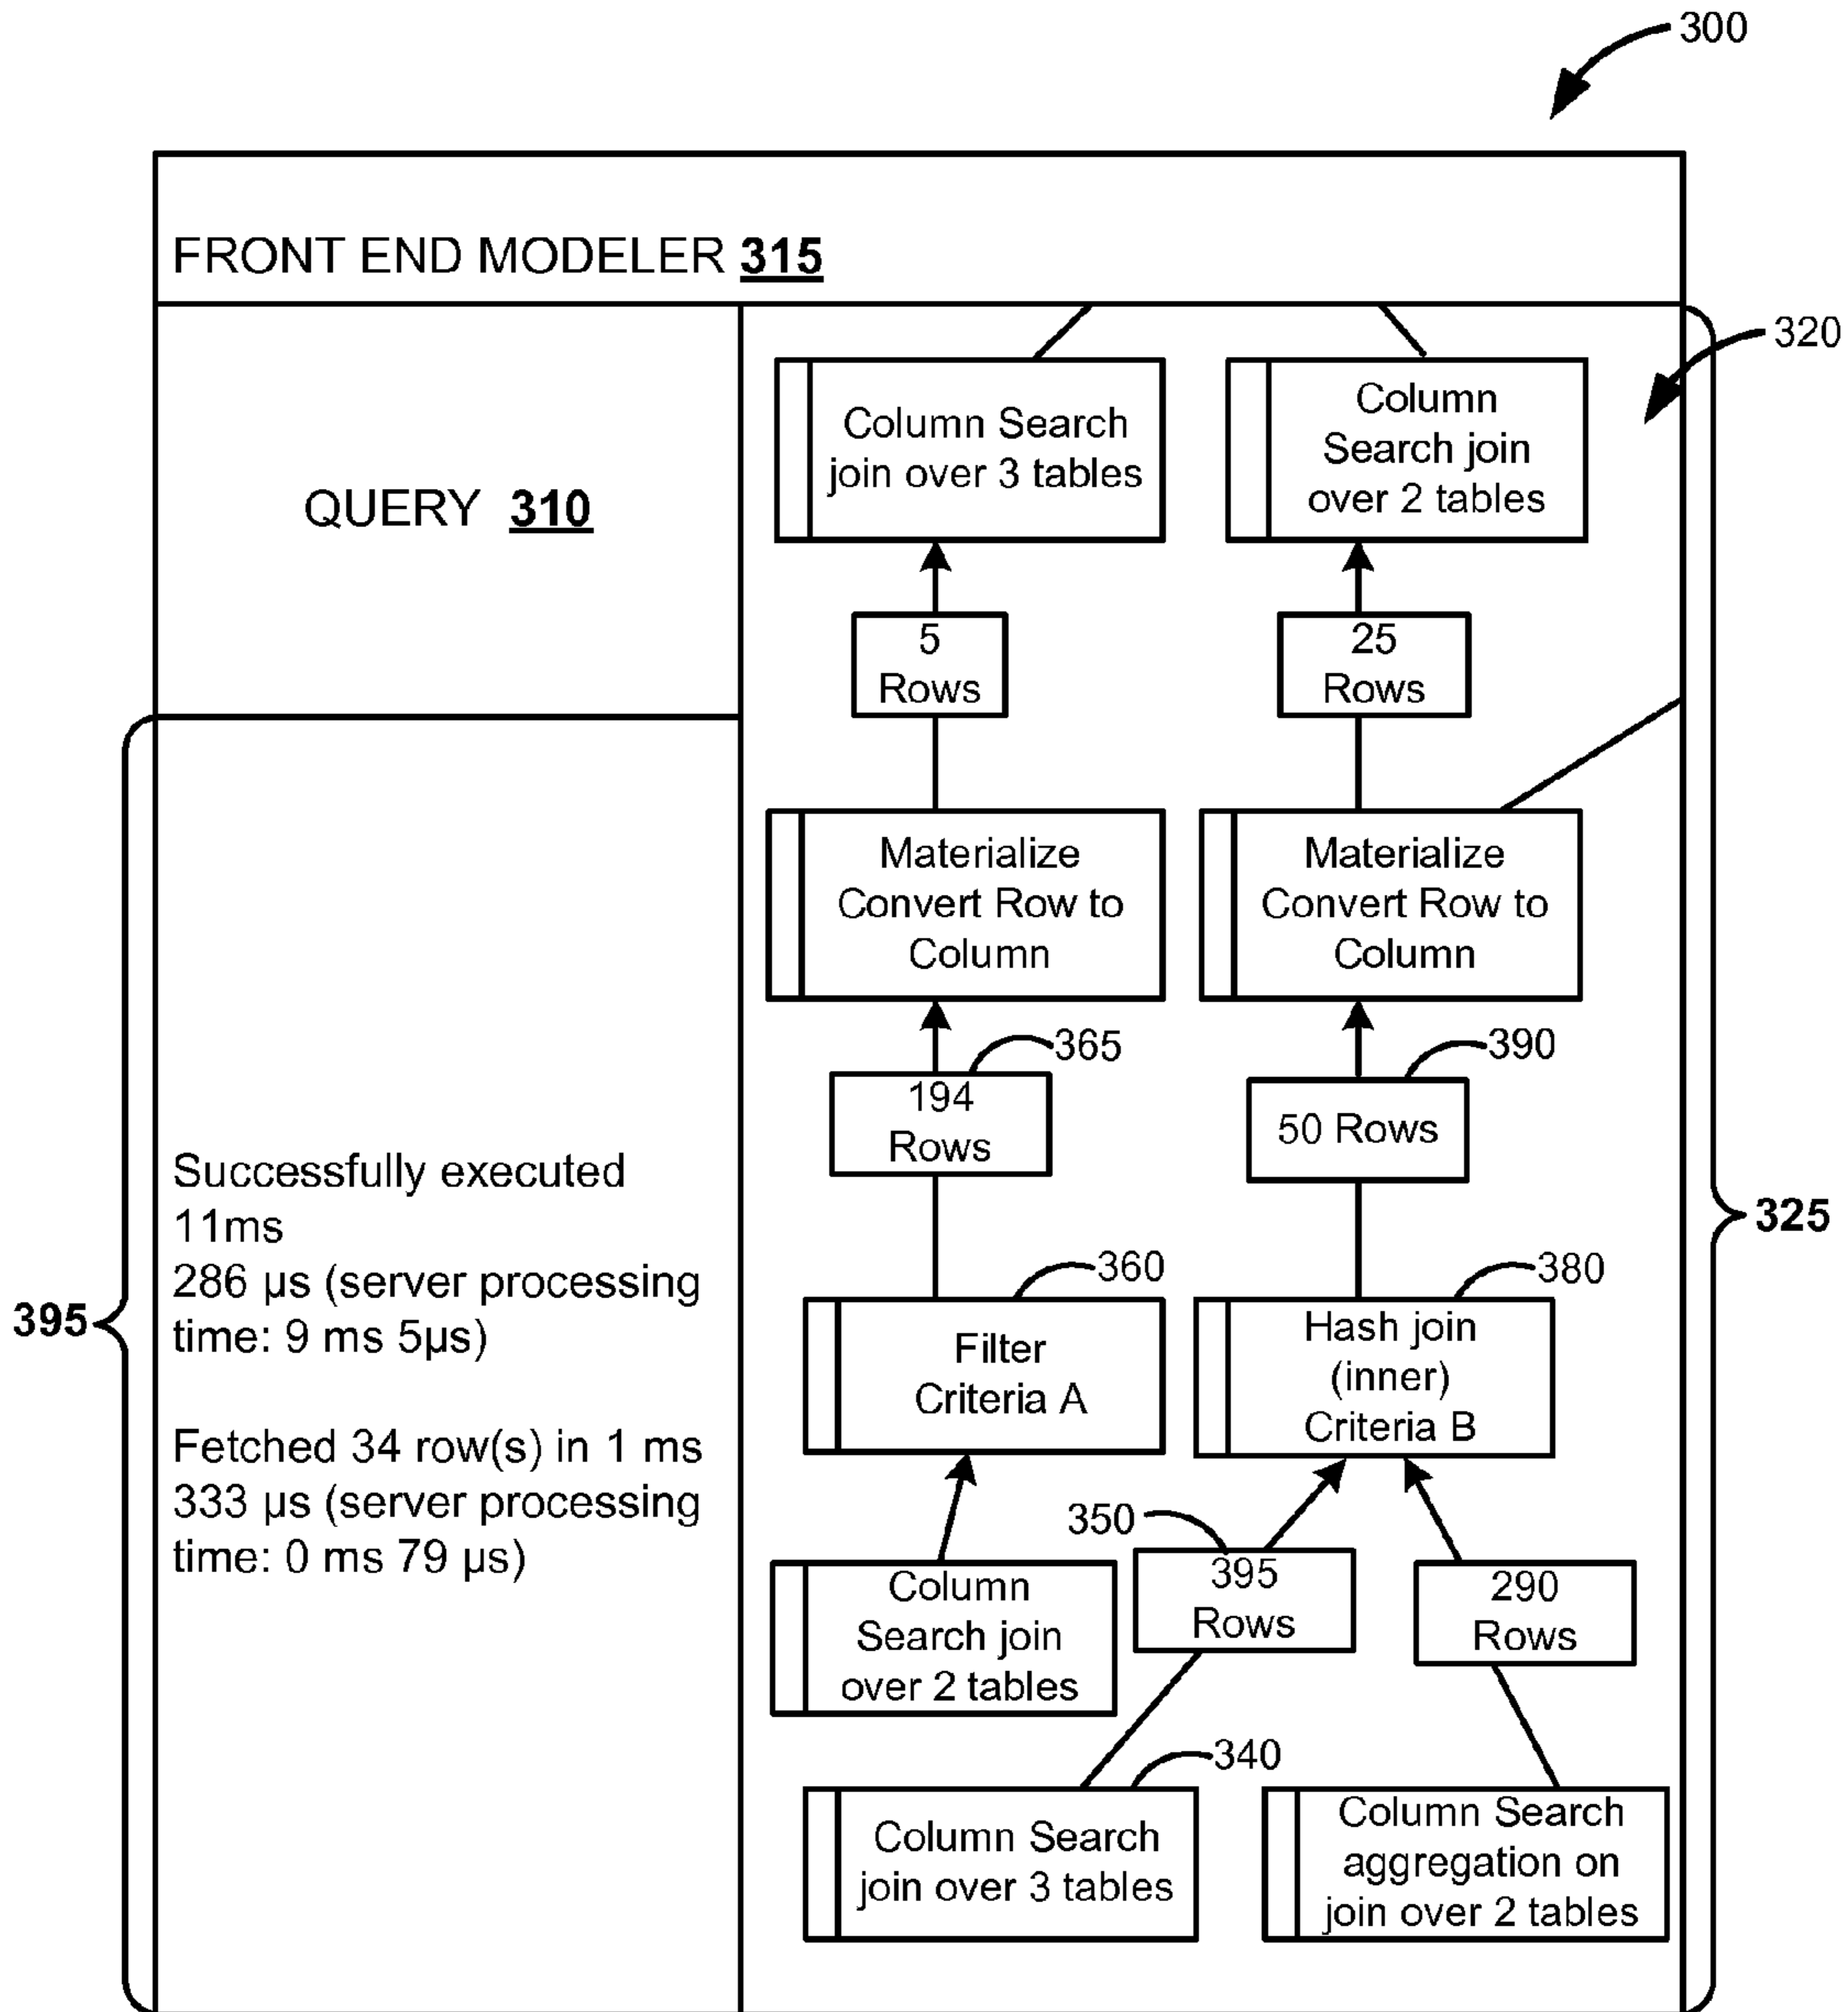 300
FRONT END MODELER 315
320
QUERY 310
Column Search
join over 3 tables
Column
Search join
over 2 tables
5
Rows
25
Rows
Materialize
Convert Row to
Column
Materialize
Convert Row to
Column
365
390
194
Rows
50 Rows
325
395
Successfully executed
11ms
286 µs (server processing
time: 9 ms 5µs)
Fetched 34 row(s) in 1 ms
333 µs (server processing
time: 0 ms 79 µs)
360
380
Filter
Criteria A
Hash join
(inner)
Criteria B
350
395
Rows
290
Rows
Column
Search join
over 2 tables
340
Column Search
join over 3 tables
Column Search
aggregation on
join over 2 tables